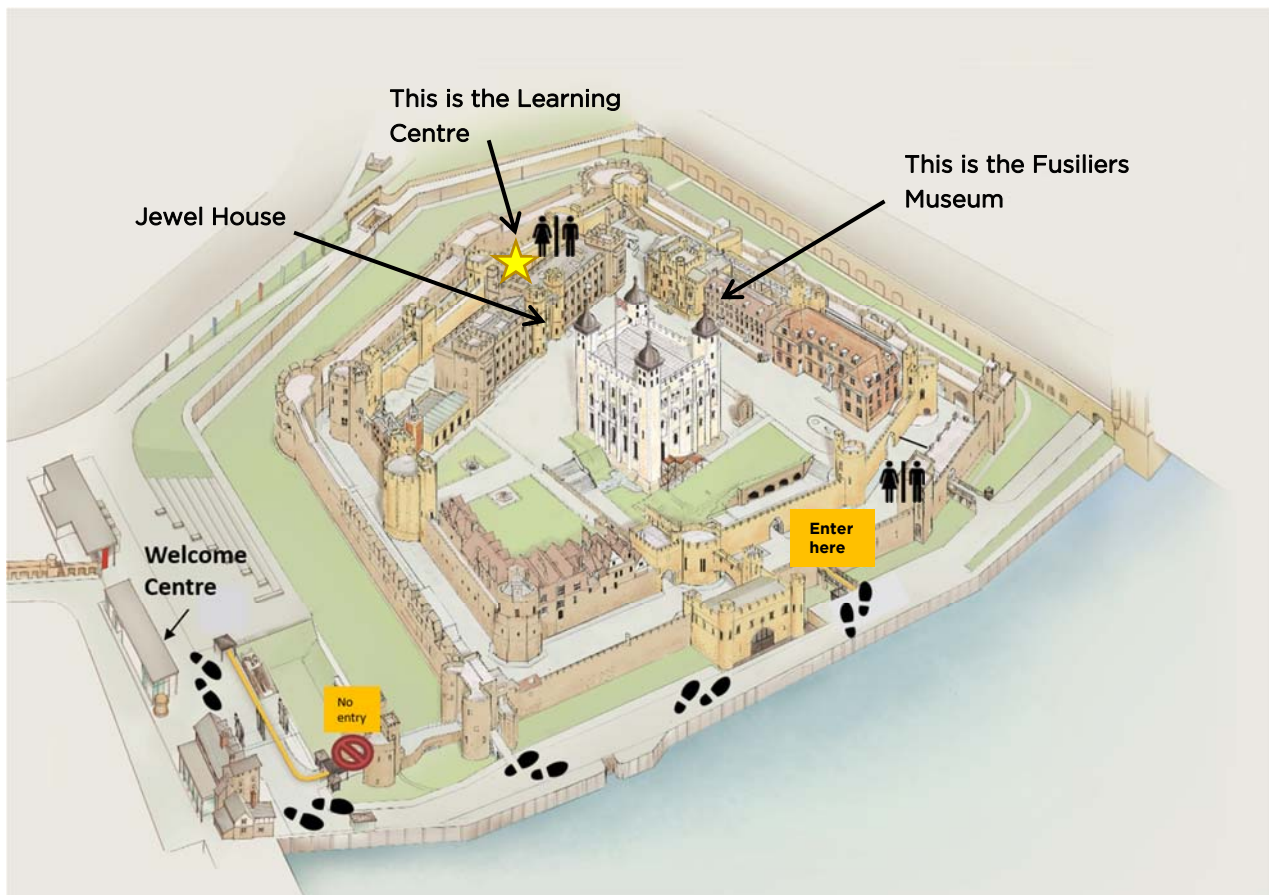 This is the Learning
Centre
This is the Fusiliers
Museum
Jewel House
Enter
here
Welcome
Centre
No
entry